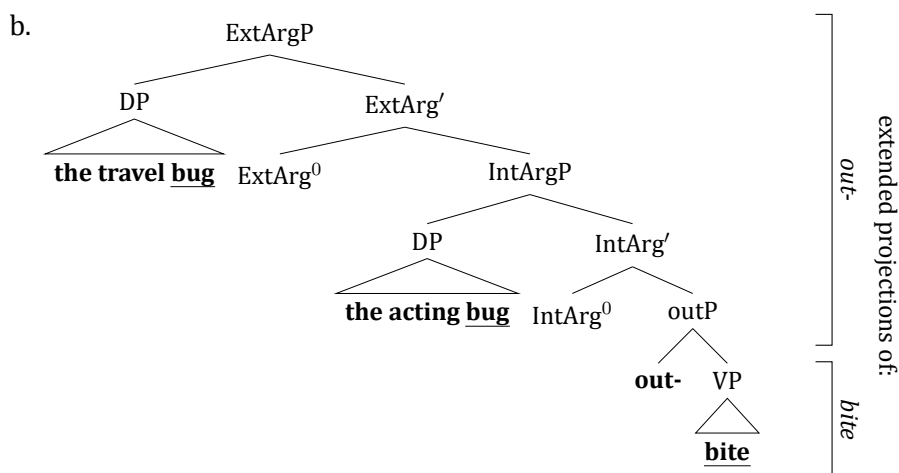 b.
ExtArgP
DP ExtArg′
the travel bug ExtArg⁰ IntArgP
DP IntArg′
the acting bug IntArg⁰ outP
out- VP
bite
out-
bite
extended projections of: